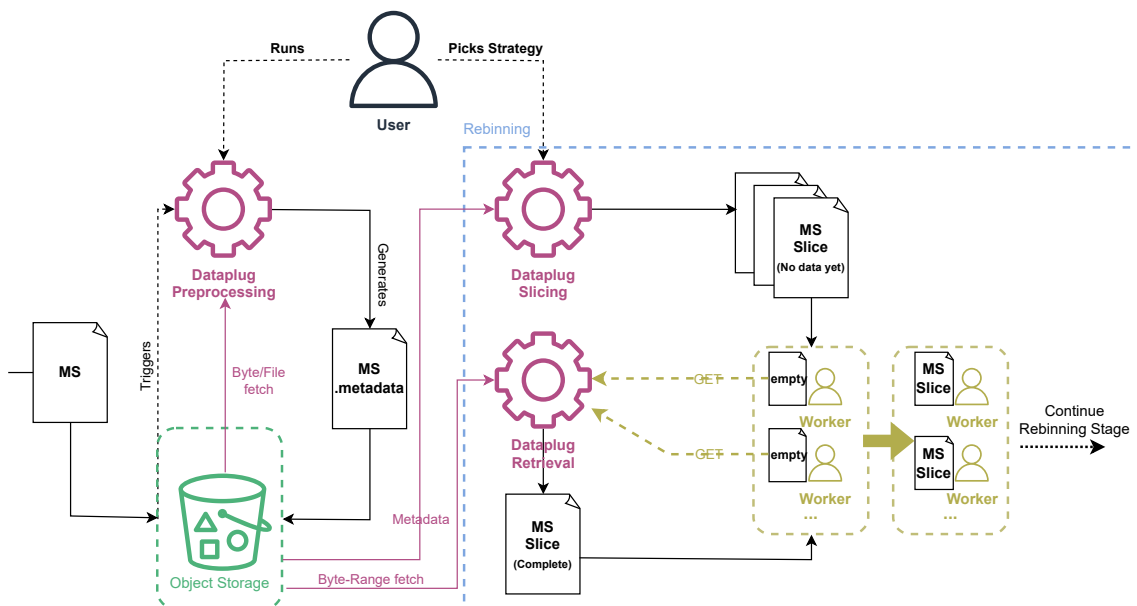 Runs
Picks Strategy
User
Rebinning
Dataplug
Preprocessing
Dataplug
Slicing
MS
Slice
(No data yet)
Generates
Triggers
MS
MS
.metadata
Byte/File
fetch
Dataplug
Retrieval
GET
GET
empty
Worker
empty
Worker
...
MS
Slice
Worker
MS
Slice
Worker
...
Continue
Rebinning Stage
Object Storage
Metadata
Byte-Range fetch
MS
Slice
(Complete)